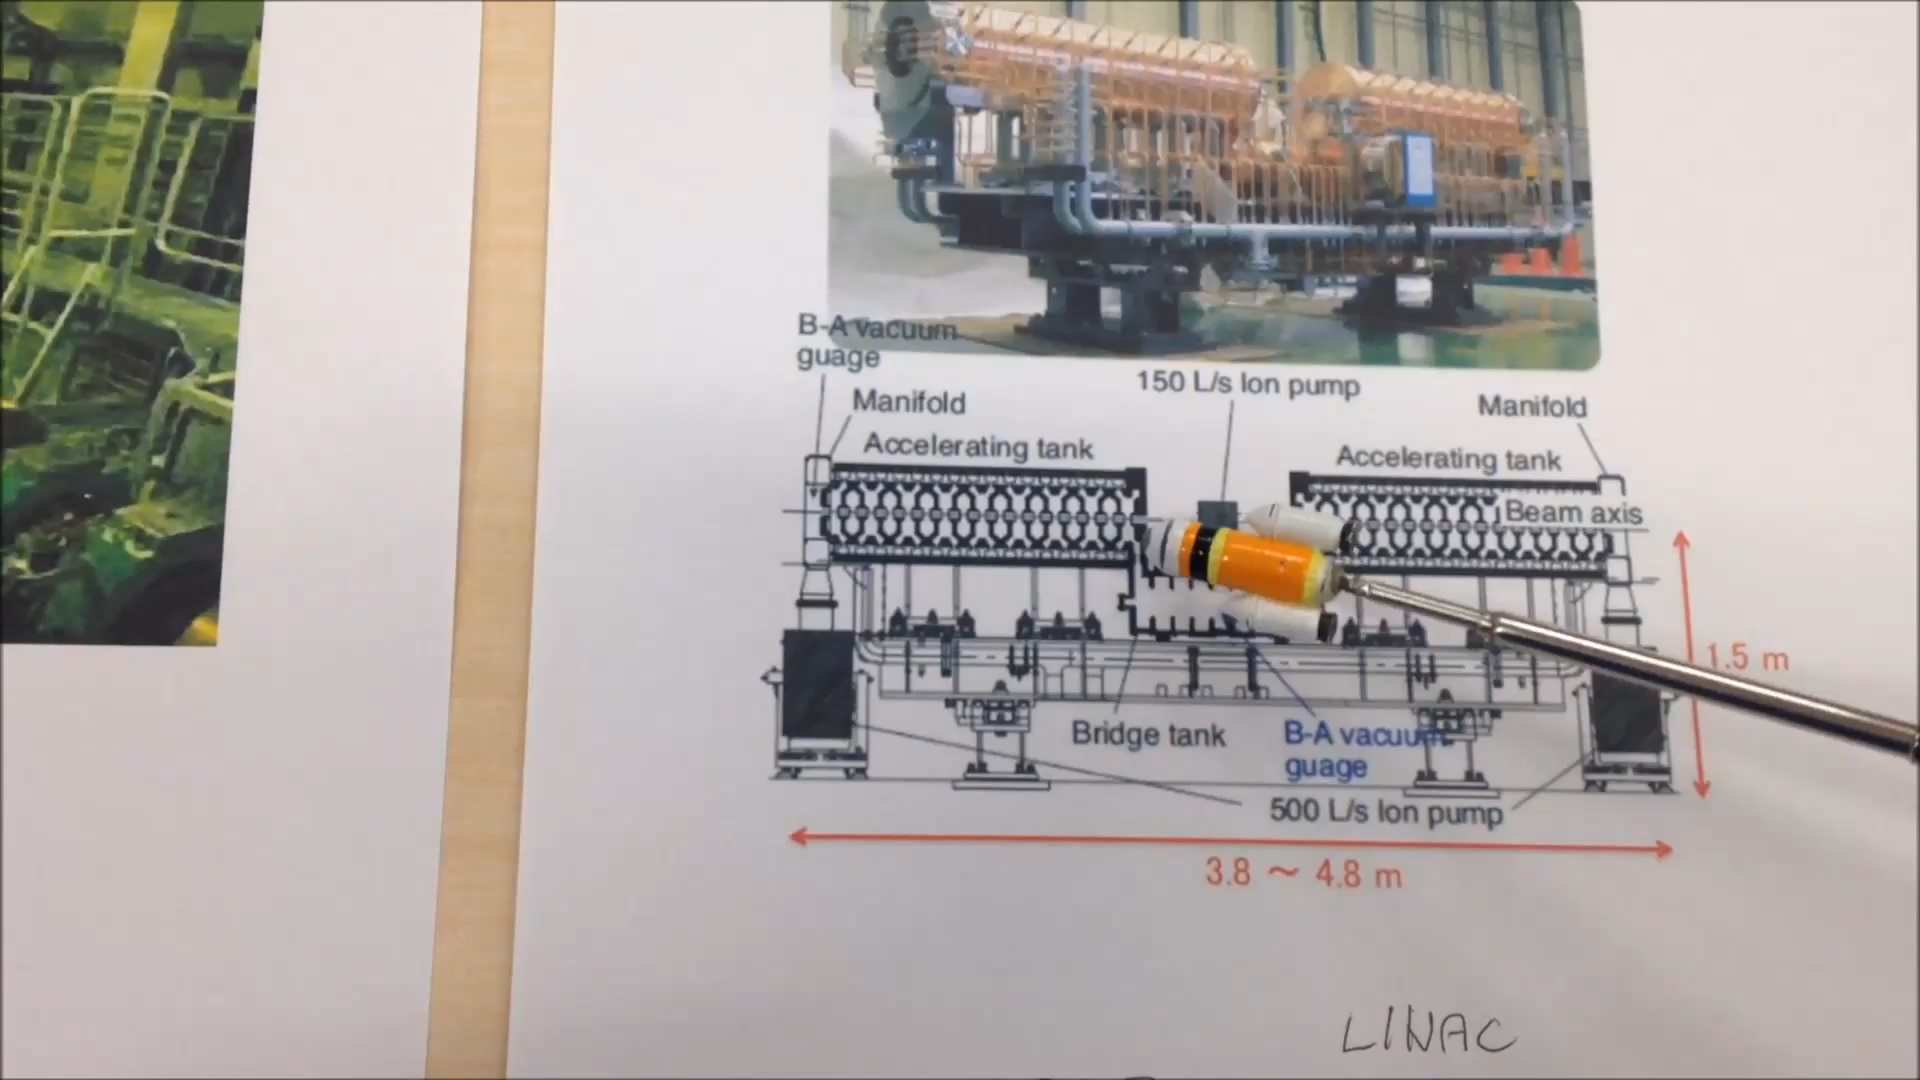 B-A vacuum
guage
Manifold
Accelerating tank
150 L/s Ion pump
Manifold
Accelerating tank
Beam axis
1.5 m
Bridge tank
B-A vacuum
guage
500 L/s Ion pump
3.8 ～ 4.8 m
LINAC